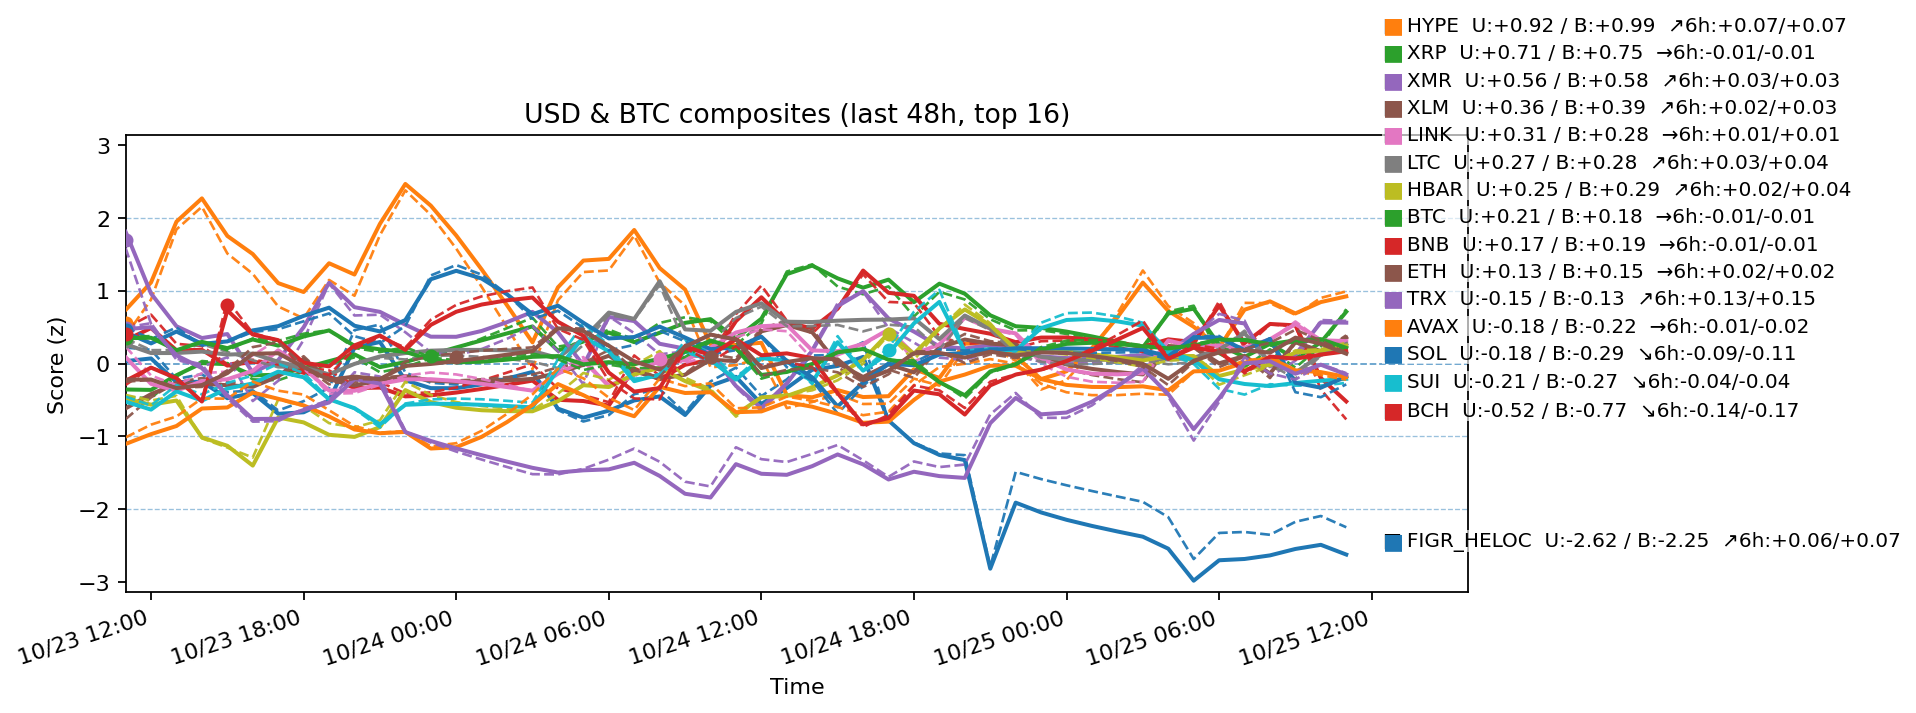 HYPE  U:+0.92 / B:+0.99  ↗6h:+0.07/+0.07
XRP  U:+0.71 / B:+0.75  →6h:-0.01/-0.01
XMR  U:+0.56 / B:+0.58  ↗6h:+0.03/+0.03
XLM  U:+0.36 / B:+0.39  ↗6h:+0.02/+0.03
USD & BTC composites (last 48h, top 16)
LINK  U:+0.31 / B:+0.28  →6h:+0.01/+0.01
LTC  U:+0.27 / B:+0.28  ↗6h:+0.03/+0.04
HBAR  U:+0.25 / B:+0.29  ↗6h:+0.02/+0.04
BTC  U:+0.21 / B:+0.18  →6h:-0.01/-0.01
BNB  U:+0.17 / B:+0.19  →6h:-0.01/-0.01
ETH  U:+0.13 / B:+0.15  →6h:+0.02/+0.02
TRX  U:-0.15 / B:-0.13  ↗6h:+0.13/+0.15
AVAX  U:-0.18 / B:-0.22  →6h:-0.01/-0.02
SOL  U:-0.18 / B:-0.29  ↘6h:-0.09/-0.11
SUI  U:-0.21 / B:-0.27  ↘6h:-0.04/-0.04
BCH  U:-0.52 / B:-0.77  ↘6h:-0.14/-0.17
FIGR_HELOC  U:-2.62 / B:-2.25  ↗6h:+0.06/+0.07
Score (z)
3
2
1
0
−1
−2
−3
10/23 12:00
10/23 18:00
10/24 00:00
10/24 06:00
10/24 12:00
10/24 18:00
10/25 00:00
10/25 06:00
10/25 12:00
Time